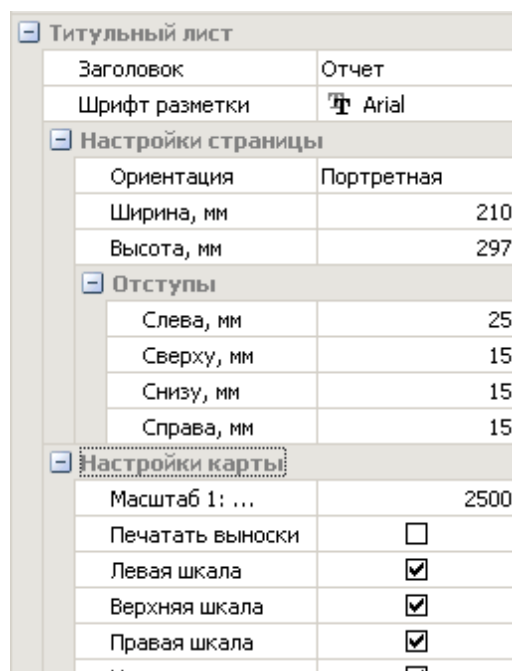 Титульный лист
Заголовок Отчет
Шрифт разметки Arial
Настройки страницы
Ориентация Портретная
Ширина, мм 210
Высота, мм 297
Отступы
Слева, мм 25
Сверху, мм 15
Снизу, мм 15
Справа, мм 15
Настройки карты
Масштаб 1: ... 2500
Печатать выноски
Левая шкала
Верхняя шкала
Правая шкала